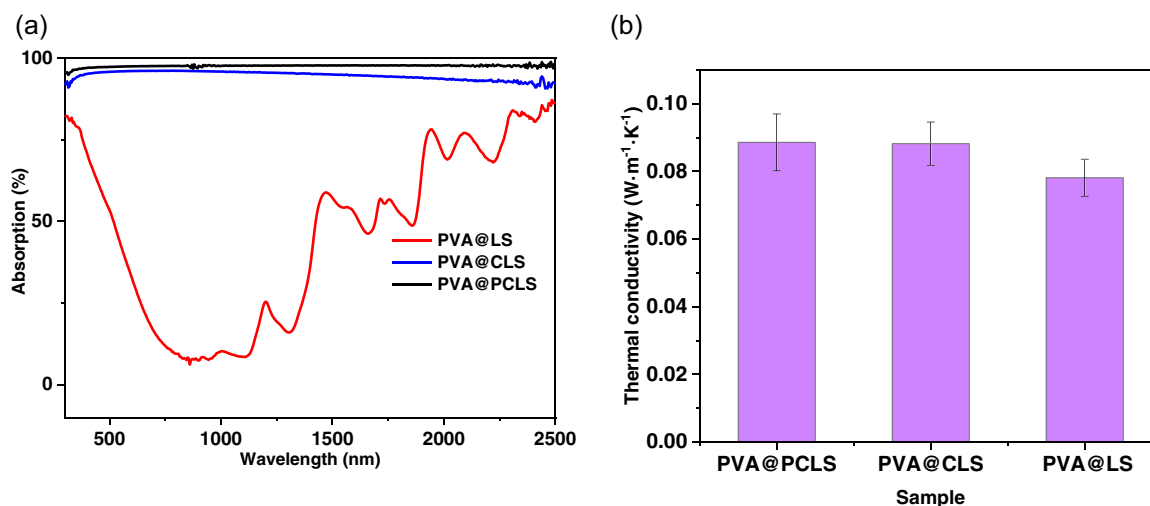 (a)
100
50
0
Absorption (%)
PVA@LS
PVA@CLS
PVA@PCLS
500 1000 1500 2000 2500
Wavelength (nm)
(b)
0.10
0.08
0.06
0.04
0.02
0.00
Thermal conductivity (W·m-1·K-1)
PVA@PCLS PVA@CLS PVA@LS
Sample